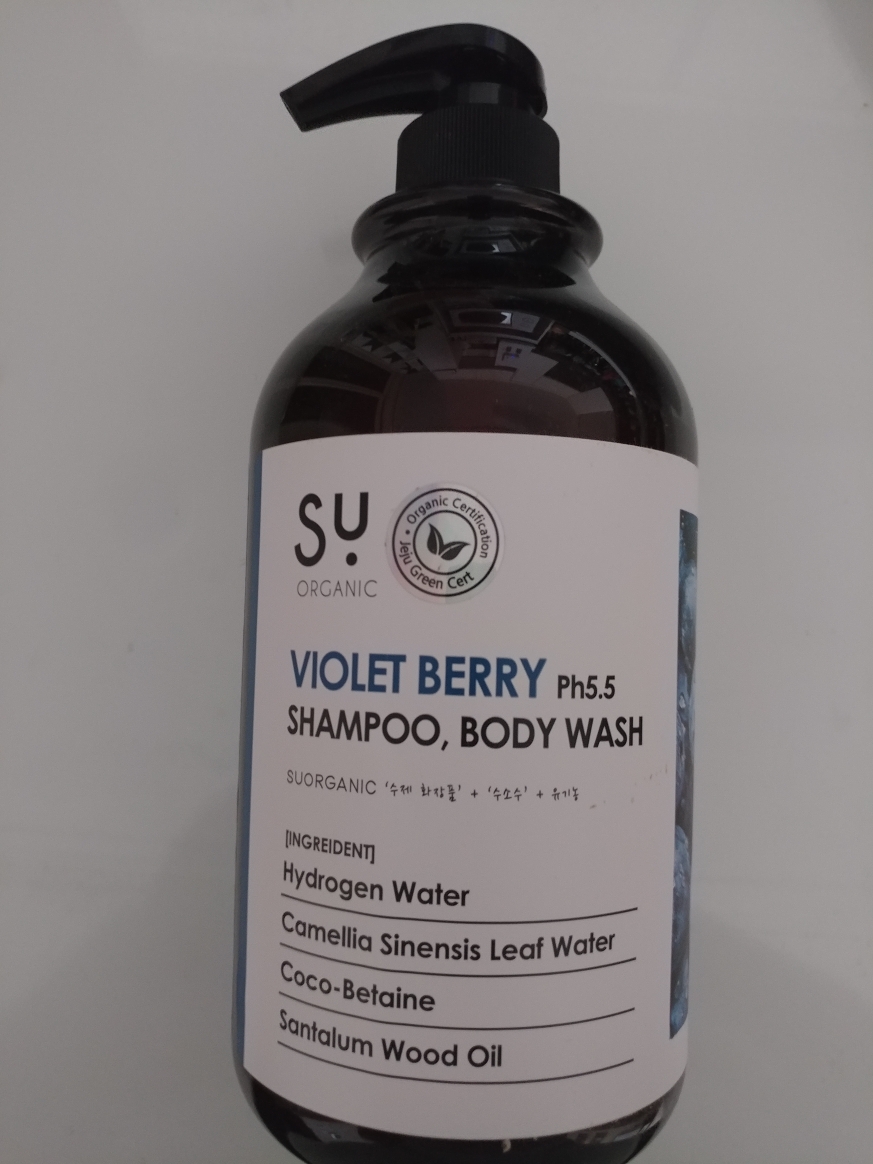 SU
ORGANIC
Organic Certification
Jeju Green Cert
VIOLET BERRY Ph5.5
SHAMPOO, BODY WASH
SUORGANIC '수제 화장품' + '수소수' + 유기농
[INGREIDENT]
Hydrogen Water
Camellia Sinensis Leaf Water
Coco-Betaine
Santalum Wood Oil